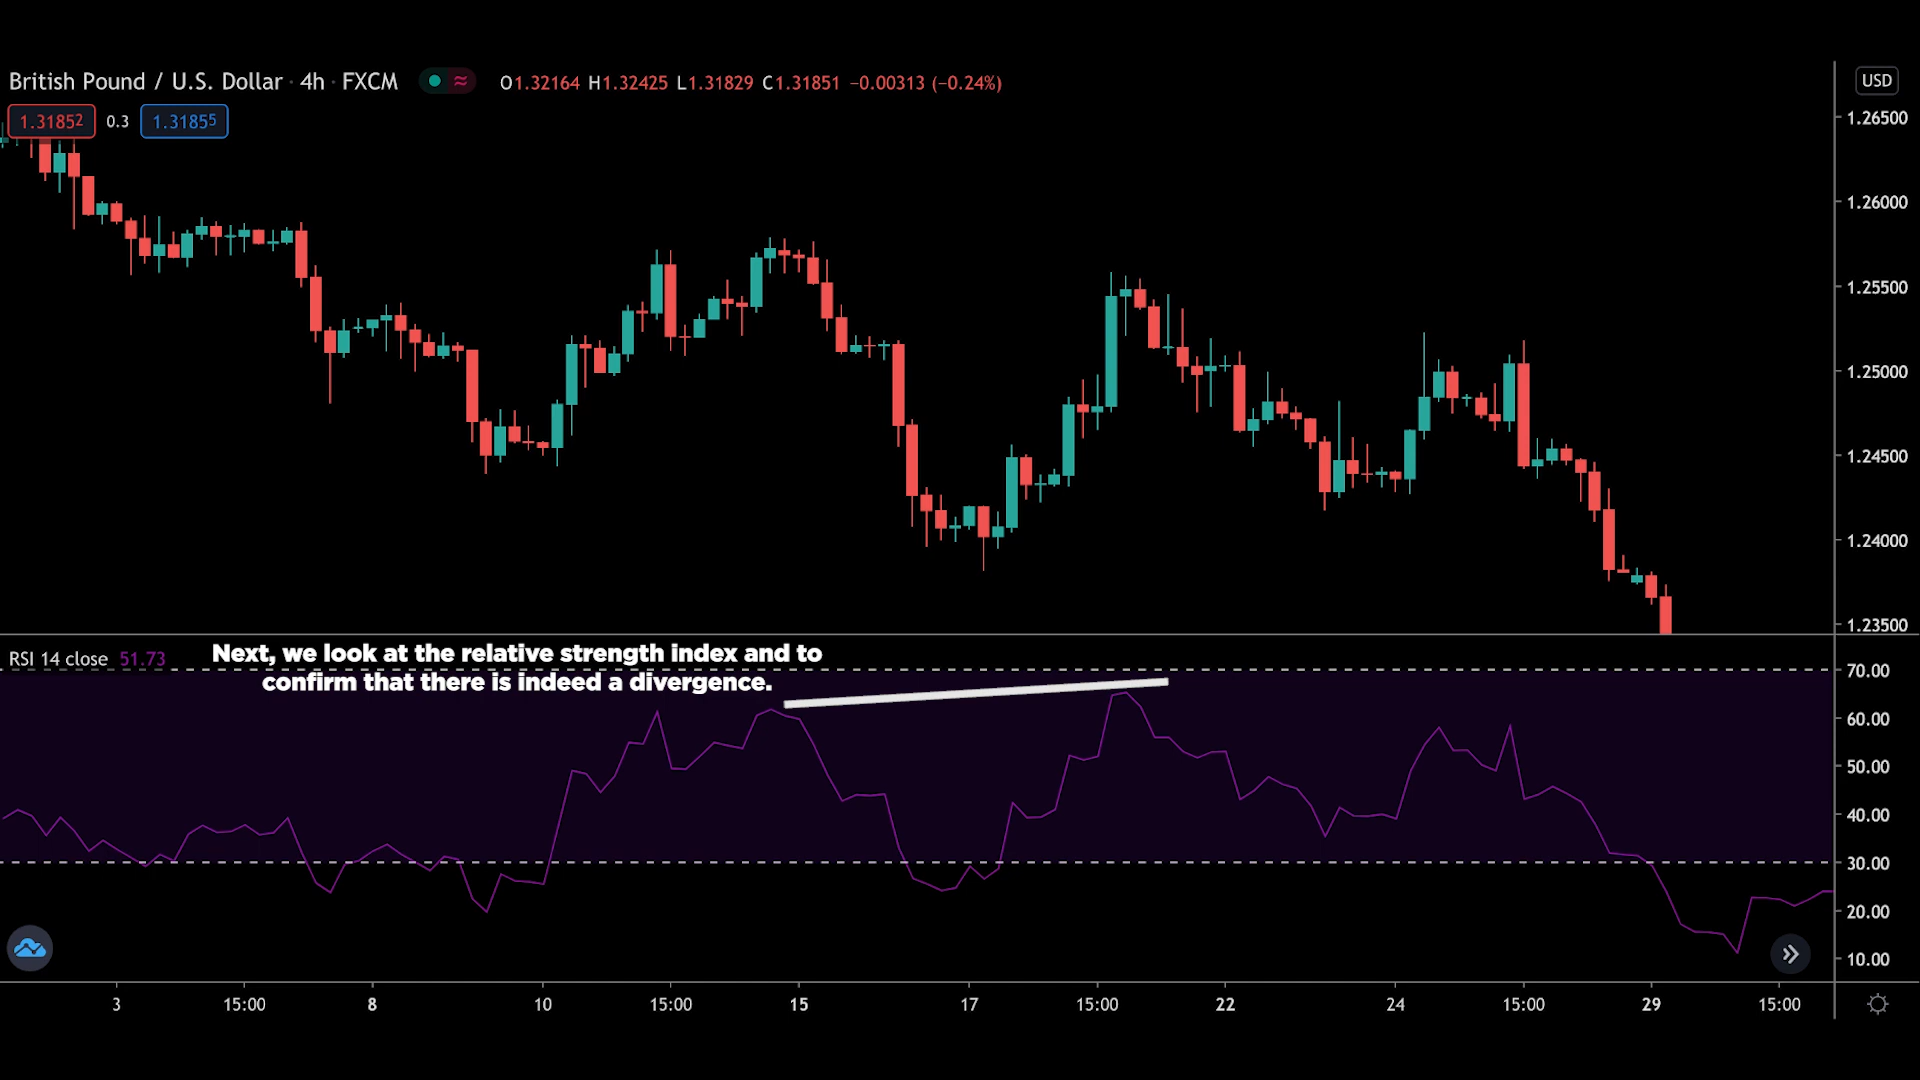 British Pound / U.S. Dollar · 4h · FXCM O1.32164 H1.32425 L1.31829 C1.31851 −0.00313 (−0.24%)
USD
1.31852 0.3 1.31855
1.26500
1.26000
1.25500
1.25000
1.24500
1.24000
1.23500
RSI 14 close 51.73
Next, we look at the relative strength index and to
confirm that there is indeed a divergence.
70.00
60.00
50.00
40.00
30.00
20.00
10.00
3 15:00 8 10 15:00 15 17 15:00 22 24 15:00 29 15:00